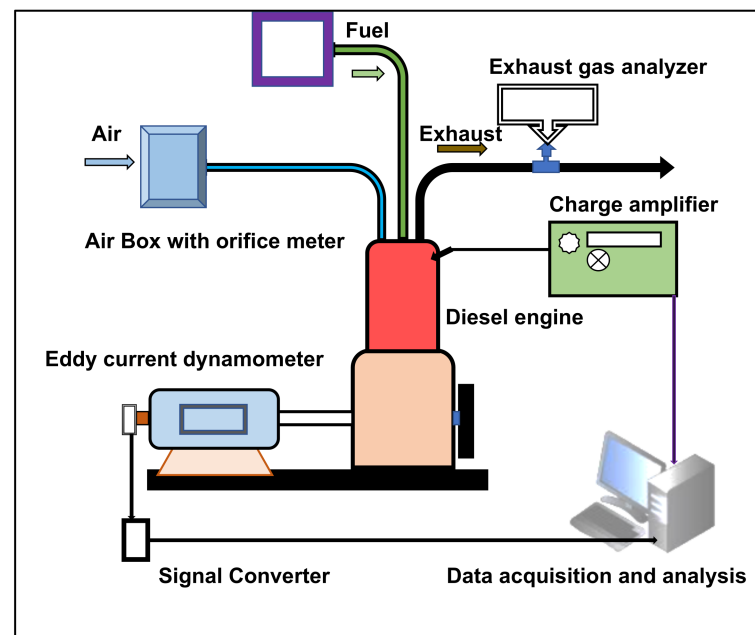 Fuel
Exhaust gas analyzer
Air
Exhaust
Charge amplifier
Air Box with orifice meter
Diesel engine
Eddy current dynamometer
Signal Converter
Data acquisition and analysis